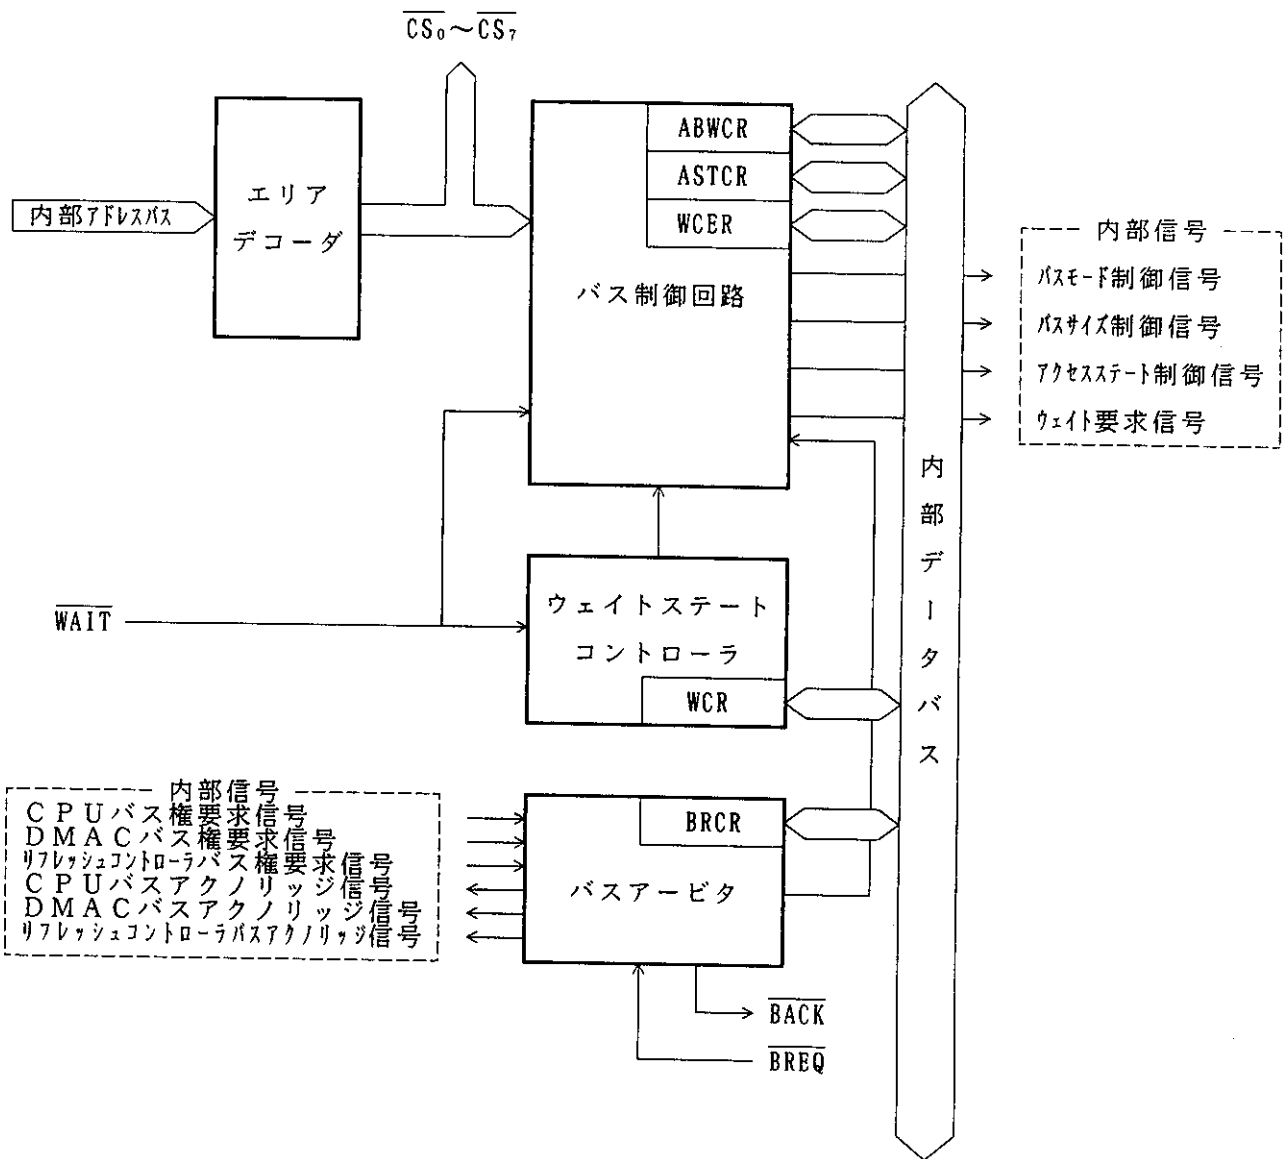 C̅S̅₀～C̅S̅₇
エリア
デコーダ
内部アドレスバス
ABWCR
ASTCR
WCER
バス制御回路
内部信号
バスモード制御信号
バスサイズ制御信号
アクセスステート制御信号
ウェイト要求信号
内部データバス
W̅A̅I̅T̅
ウェイトステート
コントローラ
WCR
内部信号
CPUバス権要求信号
DMACバス権要求信号
リフレッシュコントローラバス権要求信号
CPUバスアクノリッジ信号
DMACバスアクノリッジ信号
リフレッシュコントローラバスアクノリッジ信号
BRCR
バスアービタ
B̅A̅C̅K̅
B̅R̅E̅Q̅